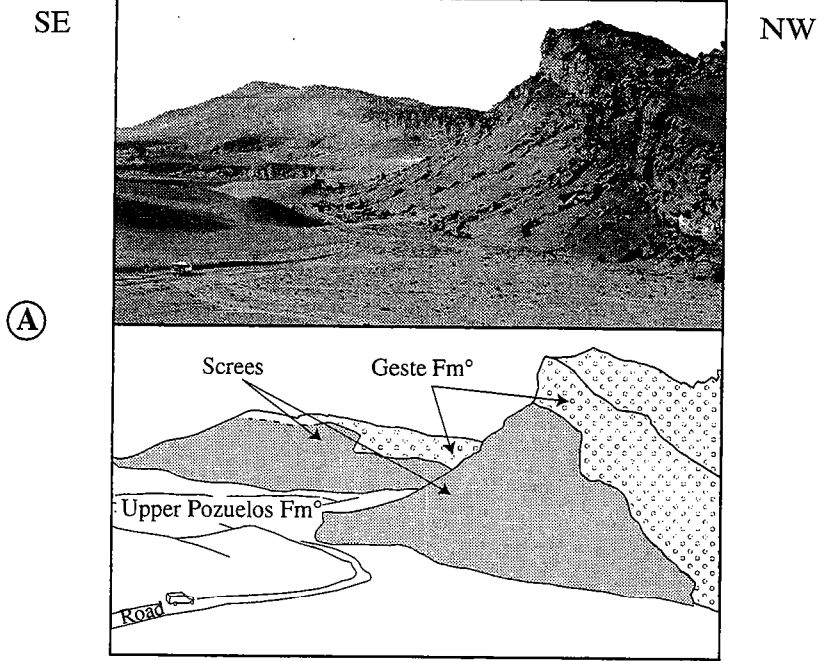 SE
NW
A
Screes
Geste Fm°
Upper Pozuelos Fm°
Road